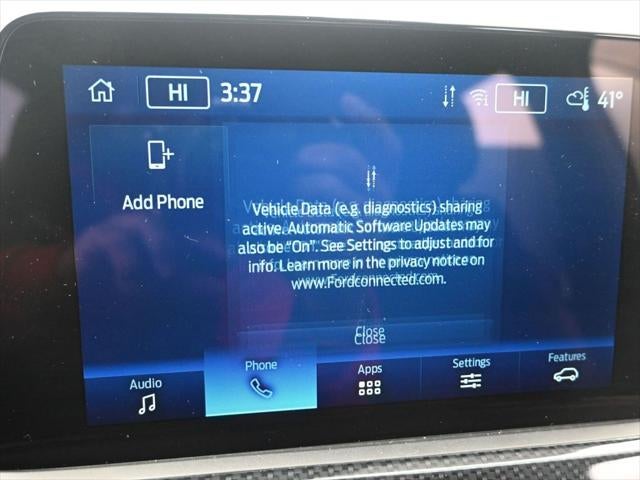 HI 3:37 HI 41°
Add Phone
Vehicle Data (e.g. diagnostics) sharing
active. Automatic Software Updates may
also be "On". See Settings to adjust and for
info. Learn more in the privacy notice on
www.Fordconnected.com.
Close
Audio Phone Apps Settings Features